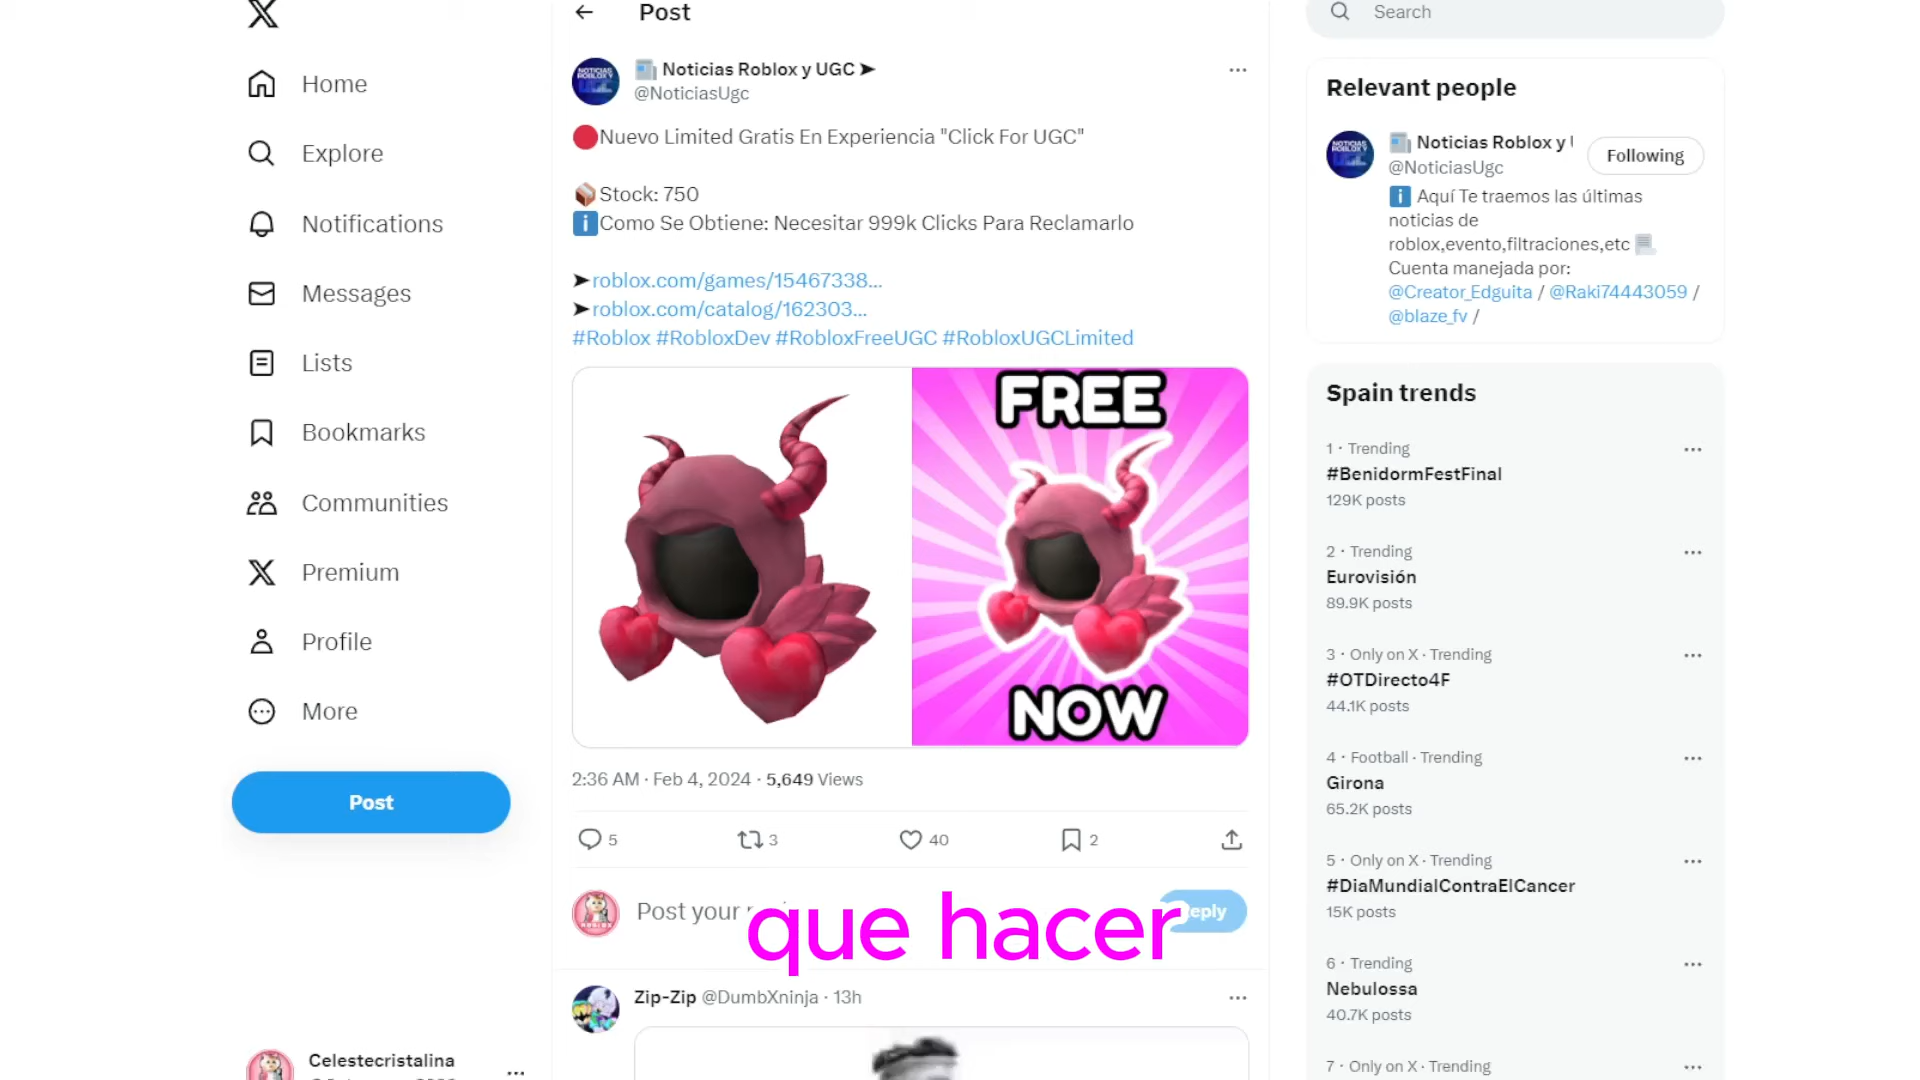 Home
Explore
Notifications
Messages
Lists
Bookmarks
Communities
Premium
Profile
More
Post
Celestecristalina
Post
Noticias Roblox y UGC ➤
@NoticiasUgc
🔴Nuevo Limited Gratis En Experiencia "Click For UGC"
📦Stock: 750
ℹ️Como Se Obtiene: Necesitar 999k Clicks Para Reclamarlo
➤roblox.com/games/15467338...
➤roblox.com/catalog/162303...
#Roblox #RobloxDev #RobloxFreeUGC #RobloxUGCLimited
FREE
NOW
2:36 AM · Feb 4, 2024 · 5,649 Views
5
3
40
2
Post your
que hacer
Zip-Zip @DumbXninja · 13h
Search
Relevant people
Noticias Roblox y
@NoticiasUgc
Following
ℹ️ Aquí Te traemos las últimas
noticias de
roblox,evento,filtraciones,etc
Cuenta manejada por:
@Creator_Edguita / @Raki74443059 /
@blaze_fv /
Spain trends
1 · Trending
#BenidormFestFinal
129K posts
2 · Trending
Eurovisión
89.9K posts
3 · Only on X · Trending
#OTDirecto4F
44.1K posts
4 · Football · Trending
Girona
65.2K posts
5 · Only on X · Trending
#DiaMundialContraElCancer
15K posts
6 · Trending
Nebulossa
40.7K posts
7 · Only on X · Trending